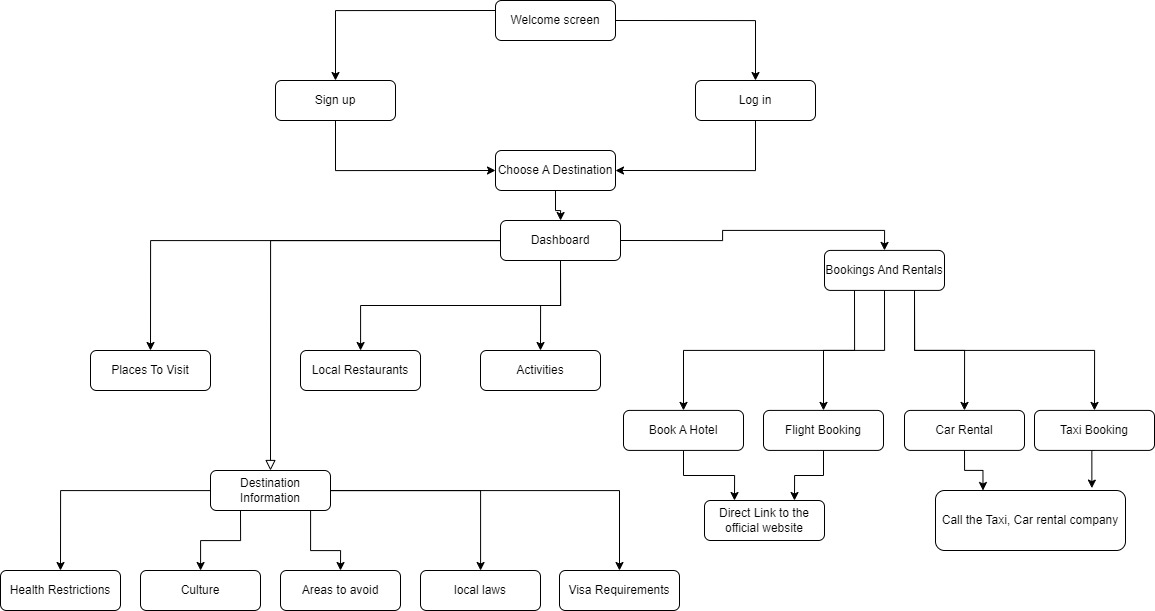 Welcome screen
Sign up
Log in
Choose A Destination
Dashboard
Bookings And Rentals
Places To Visit
Local Restaurants
Activities
Book A Hotel
Flight Booking
Car Rental
Taxi Booking
Destination
Information
Direct Link to the
official website
Call the Taxi, Car rental company
Health Restrictions
Culture
Areas to avoid
local laws
Visa Requirements